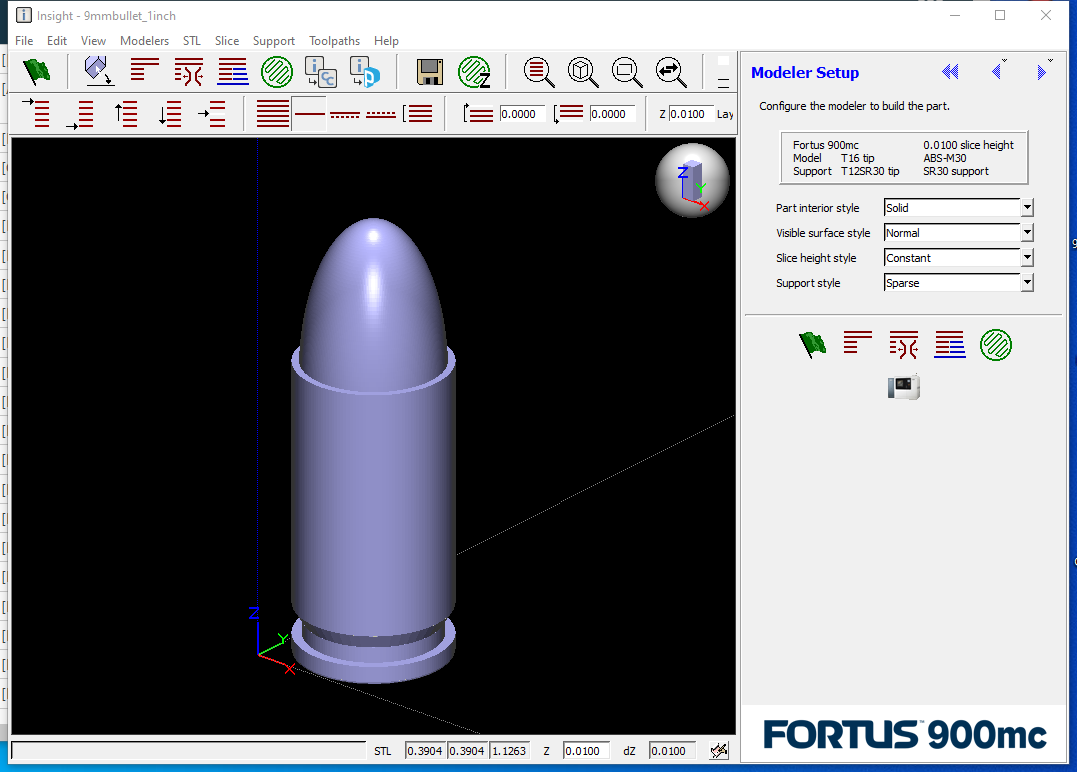 Insight - 9mmbullet_1inch
File Edit View Modelers STL Slice Support Toolpaths Help
0.0000 0.0000 Z 0.0100 Lay
Z Y X
Modeler Setup
Configure the modeler to build the part.
Fortus 900mc 0.0100 slice height
Model T16 tip ABS-M30
Support T12SR30 tip SR30 support
Part interior style Solid
Visible surface style Normal
Slice height style Constant
Support style Sparse
Z Y X
FORTUS 900mc
STL 0.3904 0.3904 1.1263 Z 0.0100 dZ 0.0100